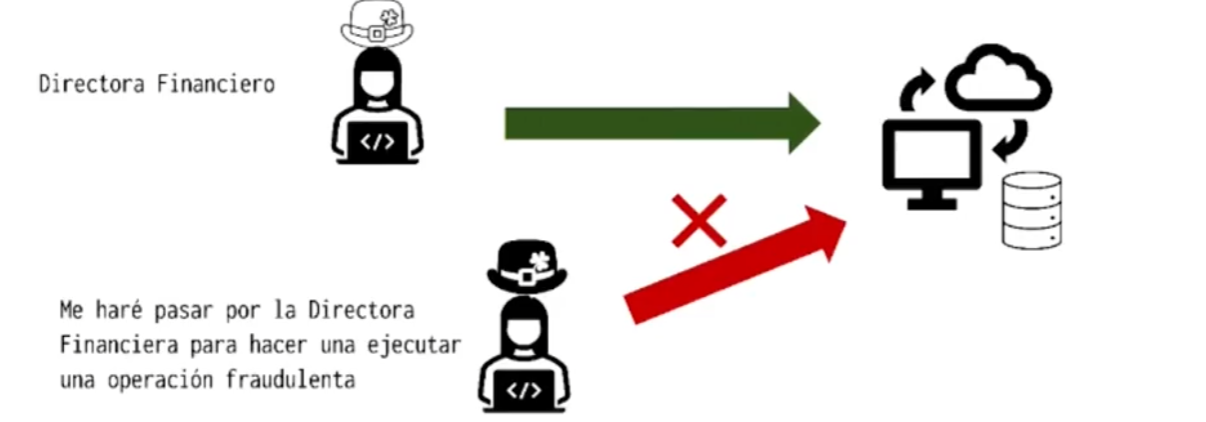 Directora Financiero
</>
Me haré pasar por la Directora
Financiera para hacer una ejecutar
una operación fraudulenta
</>